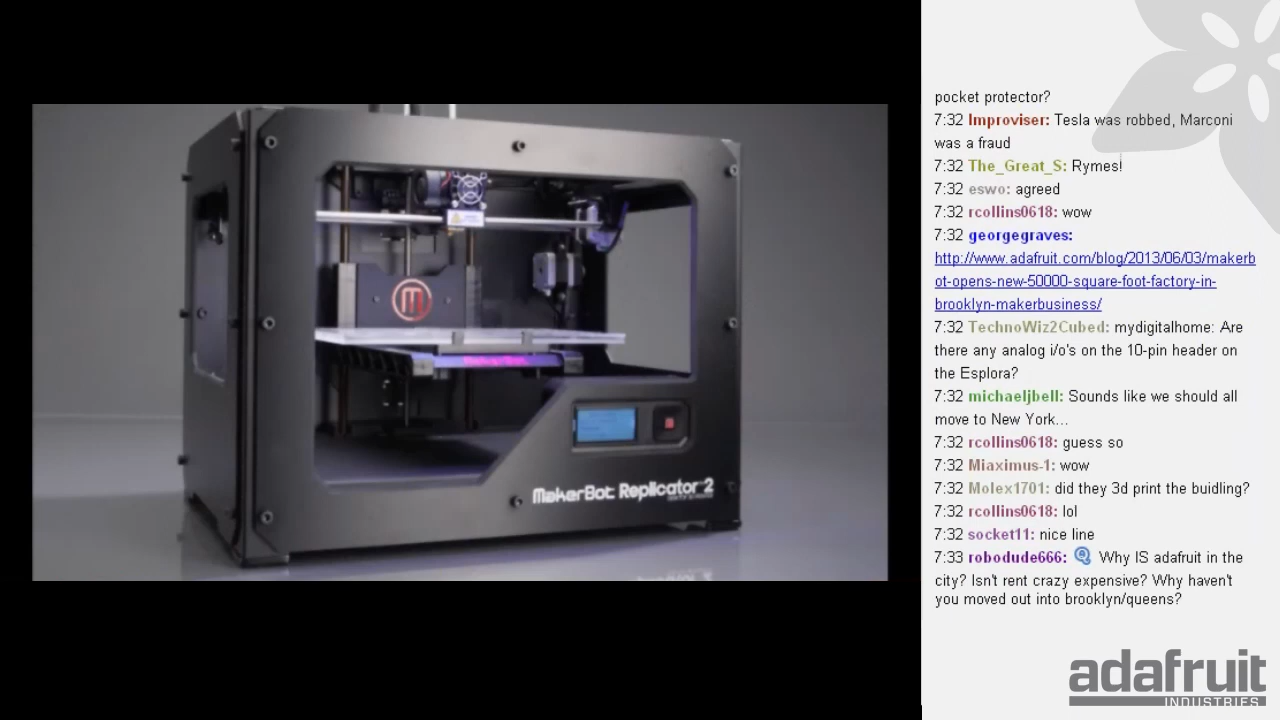 MakerBot
MakerBot Replicator 2
pocket protector?
7:32 Improviser: Tesla was robbed, Marconi
was a fraud
7:32 The_Great_S: Rymes!
7:32 eswo: agreed
7:32 rcollins0618: wow
7:32 georgegraves:
http://www.adafruit.com/blog/2013/06/03/makerb
ot-opens-new-50000-square-foot-factory-in-
brooklyn-makerbusiness/
7:32 TechnoWiz2Cubed: mydigitalhome: Are
there any analog i/o's on the 10-pin header on
the Esplora?
7:32 michaeljbell: Sounds like we should all
move to New York...
7:32 rcollins0618: guess so
7:32 Miaximus-1: wow
7:32 Molex1701: did they 3d print the buidling?
7:32 rcollins0618: lol
7:32 socket11: nice line
7:33 robodude666: Why IS adafruit in the
city? Isn't rent crazy expensive? Why haven't
you moved out into brooklyn/queens?
adafruit
INDUSTRIES